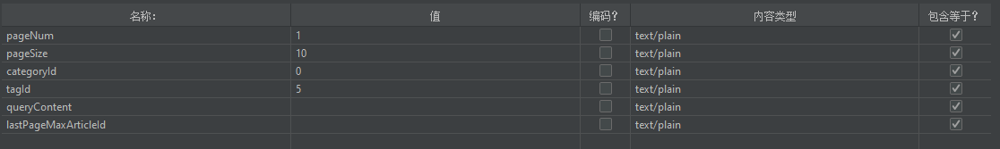 名称： 值 编码？ 内容类型 包含等于？
pageNum 1 text/plain
pageSize 10 text/plain
categoryId 0 text/plain
tagId 5 text/plain
queryContent text/plain
lastPageMaxArticleId text/plain